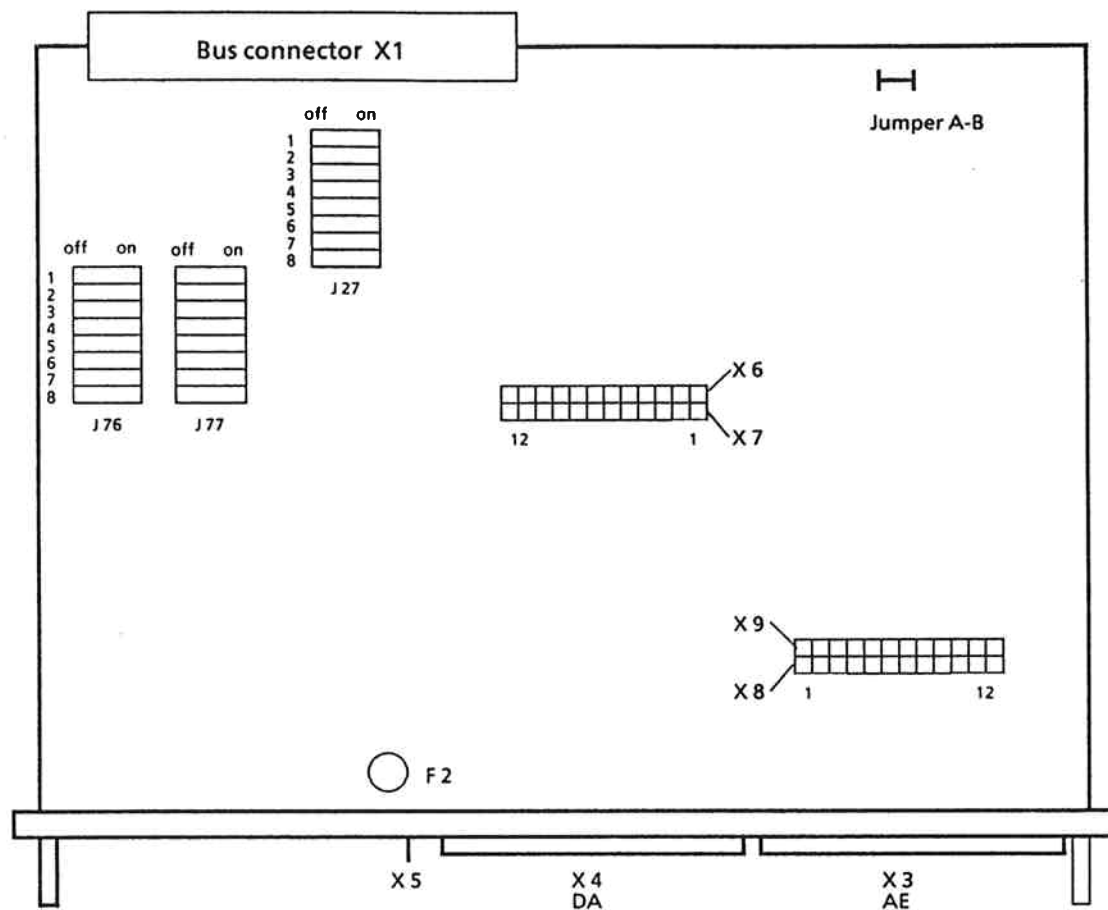 Bus connector X1
Jumper A-B
off on
1
2
3
4
5
6
7
8
J 27
off on off on
1
2
3
4
5
6
7
8
J 76 J 77
X 6
12 1 X 7
X 9
X 8 1 12
F 2
X 5 X 4 X 3
DA AE